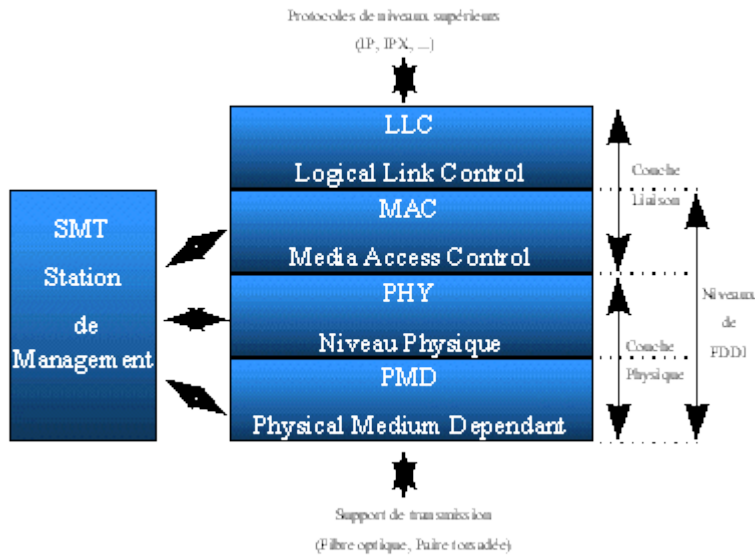 Protocoles de niveaux supérieurs
(IP, IPX, ...)
LLC
Logical Link Control
MAC
Media Access Control
PHY
Niveau Physique
PMD
Physical Medium Dependant
SMT
Station
de
Management
Couche
Liaison
Couche
Physique
Niveaux
de
FDDI
Support de transmission
(Fibre optique, Paire torsadée)